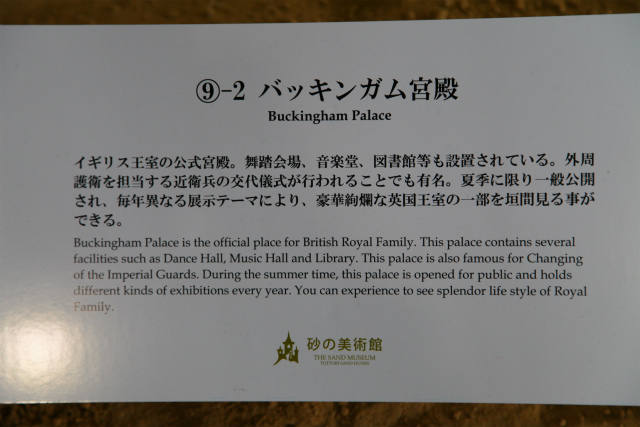 ⑨-2 バッキンガム宮殿
Buckingham Palace
イギリス王室の公式宮殿。舞踏会場、音楽堂、図書館等も設置されている。外周
護衛を担当する近衛兵の交代儀式が行われることでも有名。夏季に限り一般公開
され、毎年異なる展示テーマにより、豪華絢爛な英国王室の一部を垣間見る事が
できる。
Buckingham Palace is the official place for British Royal Family. This palace contains several
facilities such as Dance Hall, Music Hall and Library. This palace is also famous for Changing
of the Imperial Guards. During the summer time, this palace is opened for public and holds
different kinds of exhibitions every year. You can experience to see splendor life style of Royal
Family.
砂の美術館
THE SAND MUSEUM
TOTTORI SAND DUNES